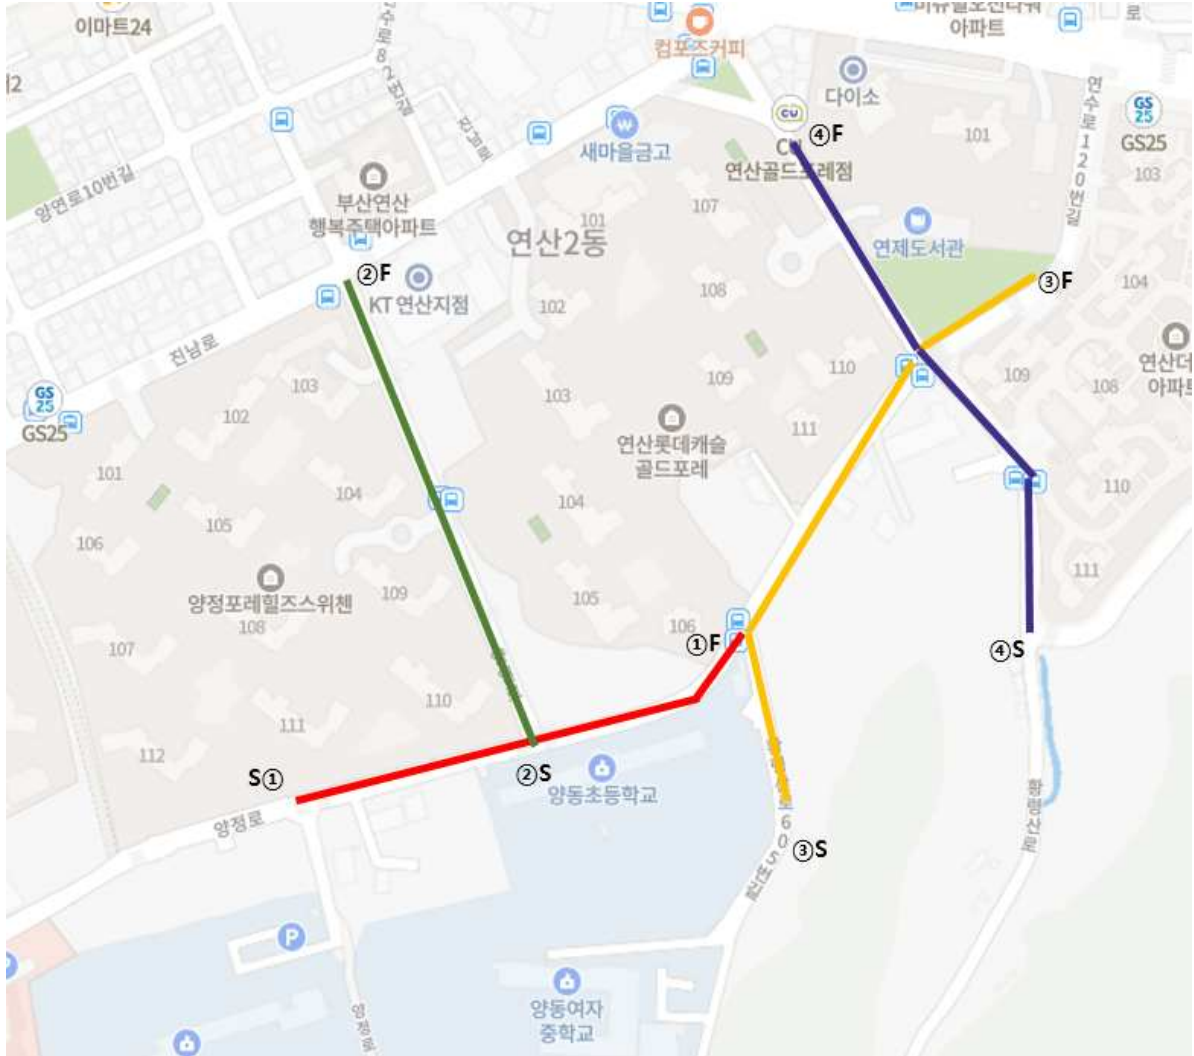 이마트24
컴포즈커피
아파트
연수로120번길
다이소
CU
④F
연산골드포레점
101
GS
25
GS25
새마을금고
103
양연로10번길
부산연산
행복주택아파트
101
107
연산2동
연제도서관
②F
KT연산지점
③F
104
108
102
진남로
연산더
109
108
110
109
103
103
GS
25
GS25
102
연산롯데캐슬
골드포레
111
101
104
110
104
105
106
111
양정포레힐즈스위첸
109
105
108
106
107
①F
④S
110
111
112
S①
②S
양동초등학교
양정로
③S
황령산로
P
양동여자
중학교